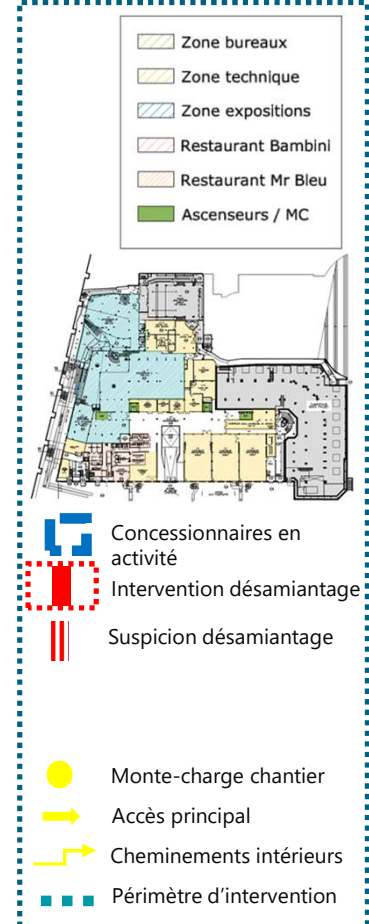 Zone bureaux
Zone technique
Zone expositions
Restaurant Bambini
Restaurant Mr Bleu
Ascenseurs / MC
Concessionnaires en
activité
Intervention désamiantage
Suspicion désamiantage
Monte-charge chantier
Accès principal
Cheminements intérieurs
Périmètre d'intervention